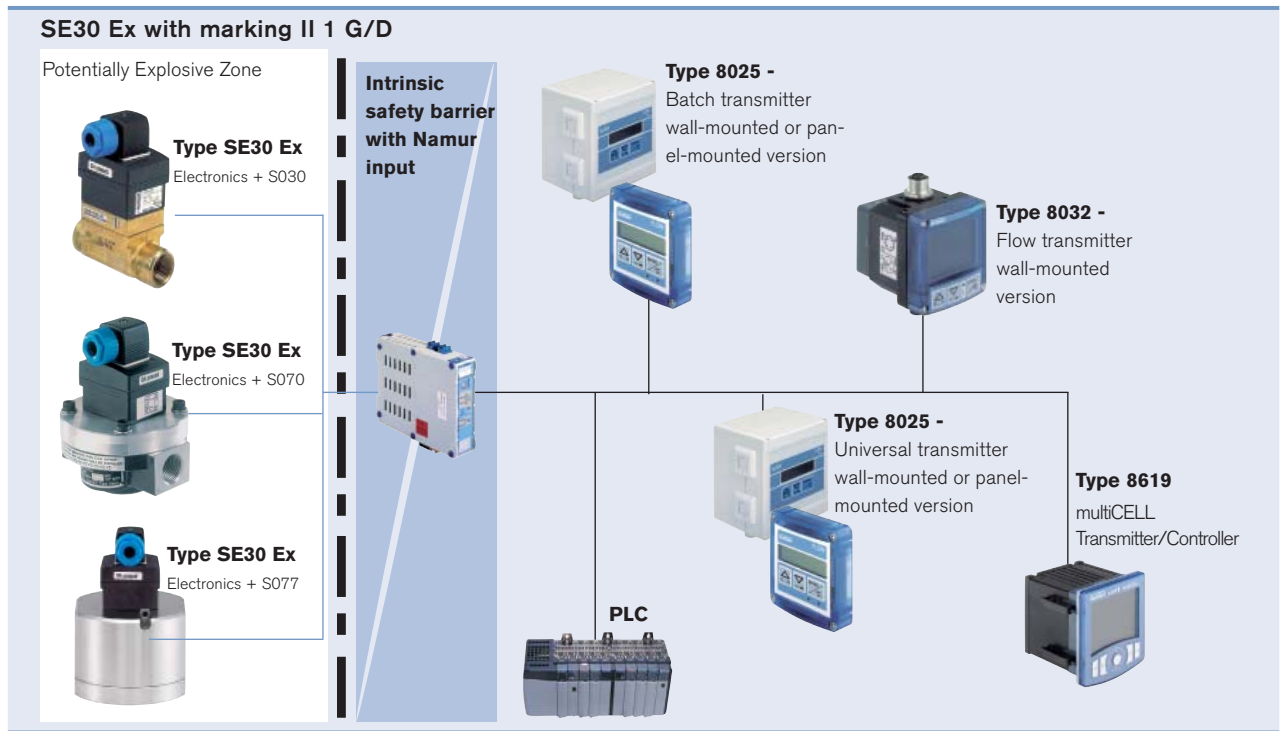 SE30 Ex with marking II 1 G/D
Potentially Explosive Zone
Type SE30 Ex
Electronics + S030
Type SE30 Ex
Electronics + S070
Type SE30 Ex
Electronics + S077
Intrinsic
safety barrier
with Namur
input
Type 8025 -
Batch transmitter
wall-mounted or pan-
el-mounted version
Type 8032 -
Flow transmitter
wall-mounted
version
Type 8025 -
Universal transmitter
wall-mounted or panel-
mounted version
Type 8619
multiCELL
Transmitter/Controller
PLC